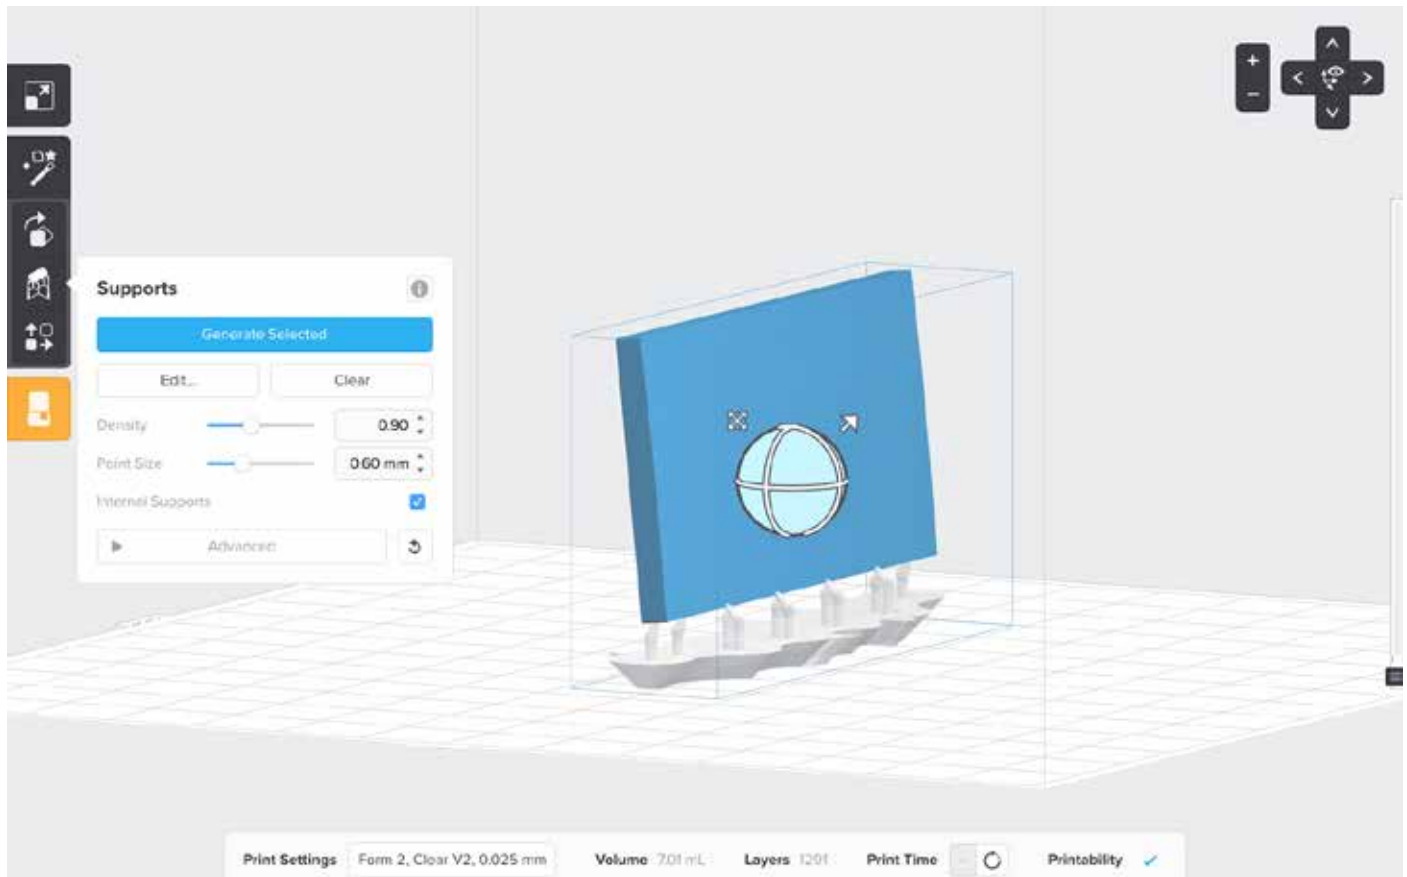 Supports
Generate Selected
Edit... Clear
Density 0.90
Point Size 0.60 mm
Internal Supports
Advanced
Print Settings Form 2, Clear V2, 0.025 mm Volume 7.01 mL Layers 1291 Print Time Printability